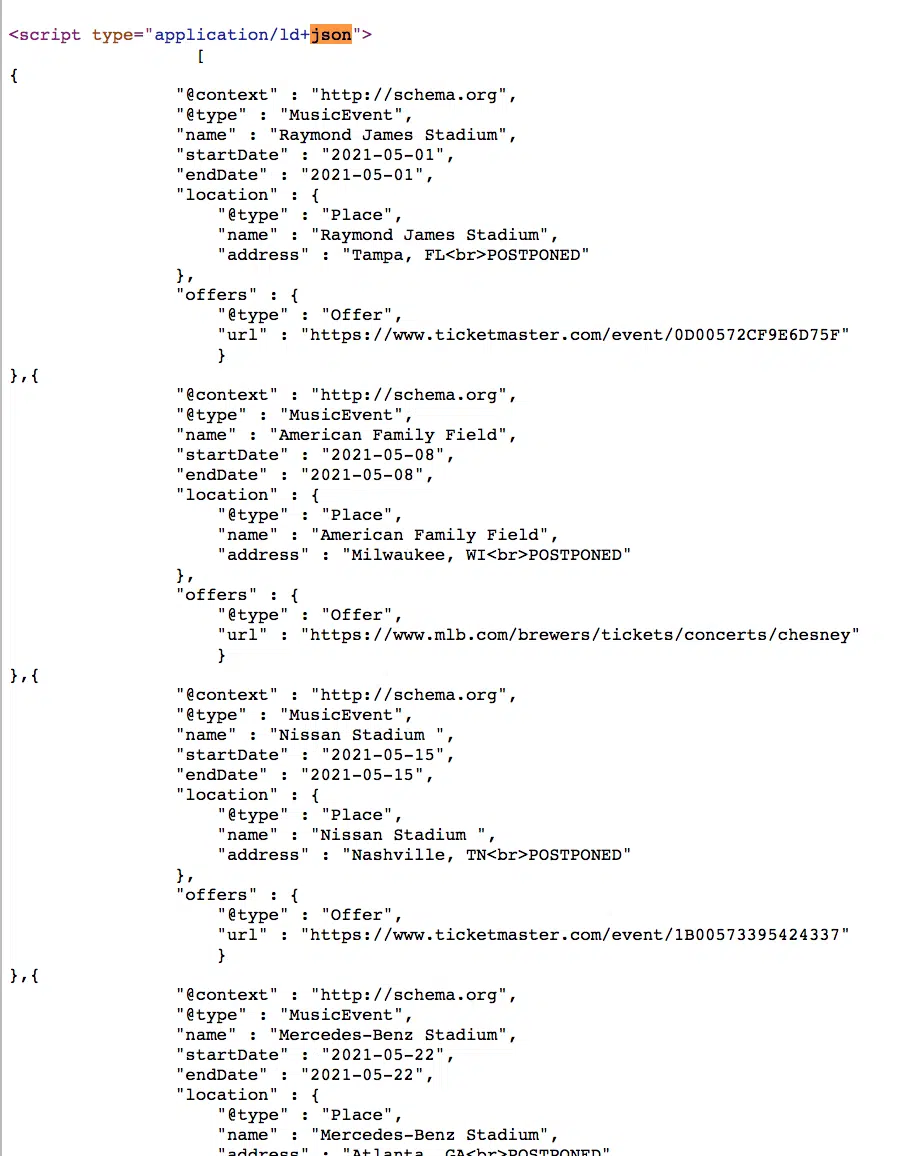 <script type="application/ld+json">
[
{
"@context" : "http://schema.org",
"@type" : "MusicEvent",
"name" : "Raymond James Stadium",
"startDate" : "2021-05-01",
"endDate" : "2021-05-01",
"location" : {
"@type" : "Place",
"name" : "Raymond James Stadium",
"address" : "Tampa, FL<br>POSTPONED"
},
"offers" : {
"@type" : "Offer",
"url" : "https://www.ticketmaster.com/event/0D00572CF9E6D75F"
}
},{
"@context" : "http://schema.org",
"@type" : "MusicEvent",
"name" : "American Family Field",
"startDate" : "2021-05-08",
"endDate" : "2021-05-08",
"location" : {
"@type" : "Place",
"name" : "American Family Field",
"address" : "Milwaukee, WI<br>POSTPONED"
},
"offers" : {
"@type" : "Offer",
"url" : "https://www.mlb.com/brewers/tickets/concerts/chesney"
}
},{
"@context" : "http://schema.org",
"@type" : "MusicEvent",
"name" : "Nissan Stadium ",
"startDate" : "2021-05-15",
"endDate" : "2021-05-15",
"location" : {
"@type" : "Place",
"name" : "Nissan Stadium ",
"address" : "Nashville, TN<br>POSTPONED"
},
"offers" : {
"@type" : "Offer",
"url" : "https://www.ticketmaster.com/event/1B00573395424337"
}
},{
"@context" : "http://schema.org",
"@type" : "MusicEvent",
"name" : "Mercedes-Benz Stadium",
"startDate" : "2021-05-22",
"endDate" : "2021-05-22",
"location" : {
"@type" : "Place",
"name" : "Mercedes-Benz Stadium",
"address" : "Atlanta, GA<br>POSTPONED"